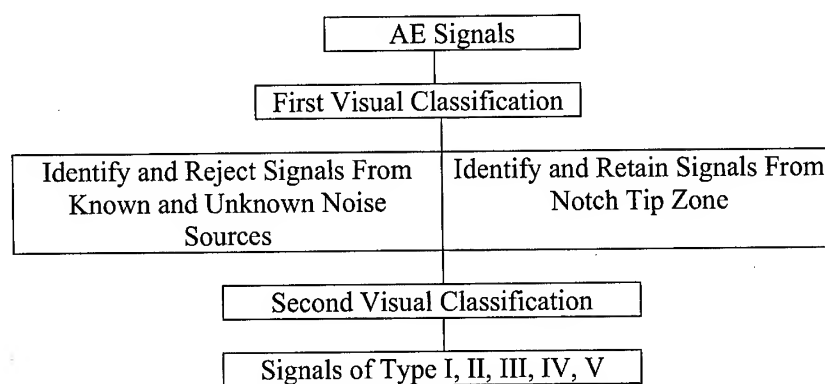 AE Signals
First Visual Classification
Identify and Reject Signals From
Known and Unknown Noise
Sources
Identify and Retain Signals From
Notch Tip Zone
Second Visual Classification
Signals of Type I, II, III, IV, V